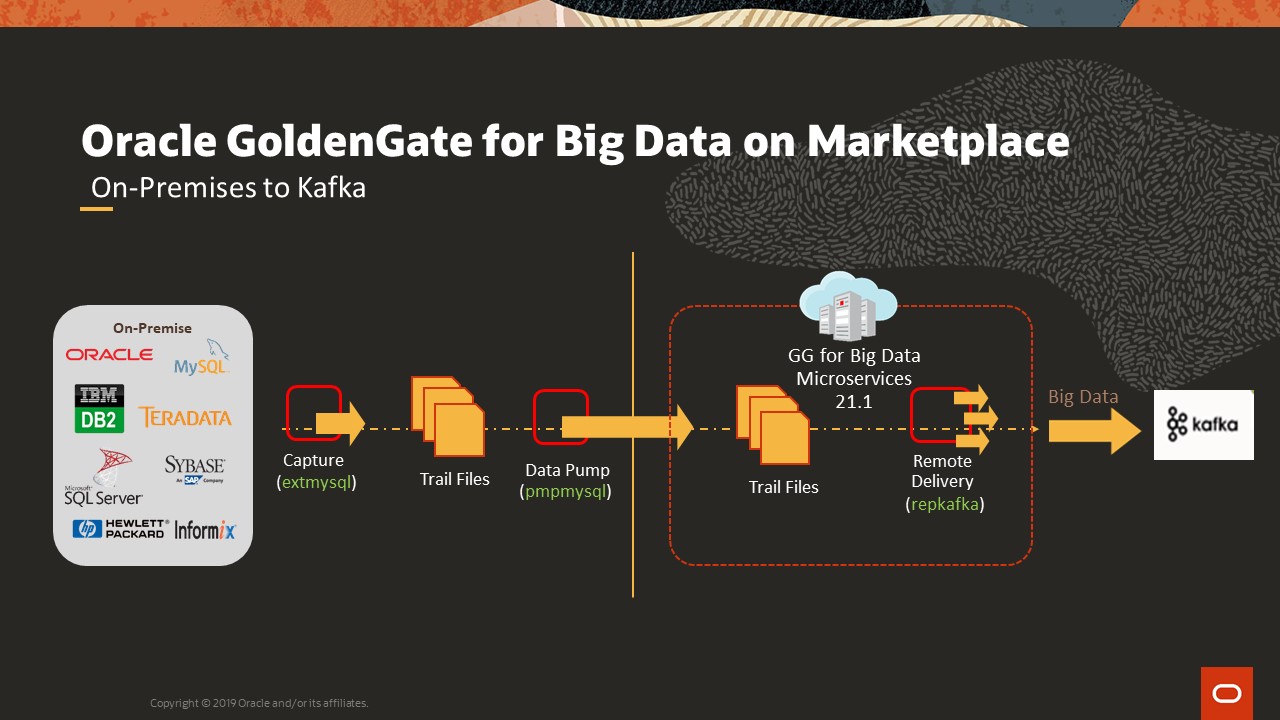 Oracle GoldenGate for Big Data on Marketplace
On-Premises to Kafka
On-Premise
ORACLE
MySQL
IBM
DB2
TERADATA
Microsoft
SQL Server
SYBASE
An SAP Company
hp HEWLETT
PACKARD
Informix
Capture
(extmysql)
Trail Files
Data Pump
(pmpmysql)
GG for Big Data
Microservices
21.1
Trail Files
Remote
Delivery
(repkafka)
Big Data
kafka
Copyright © 2019 Oracle and/or its affiliates.